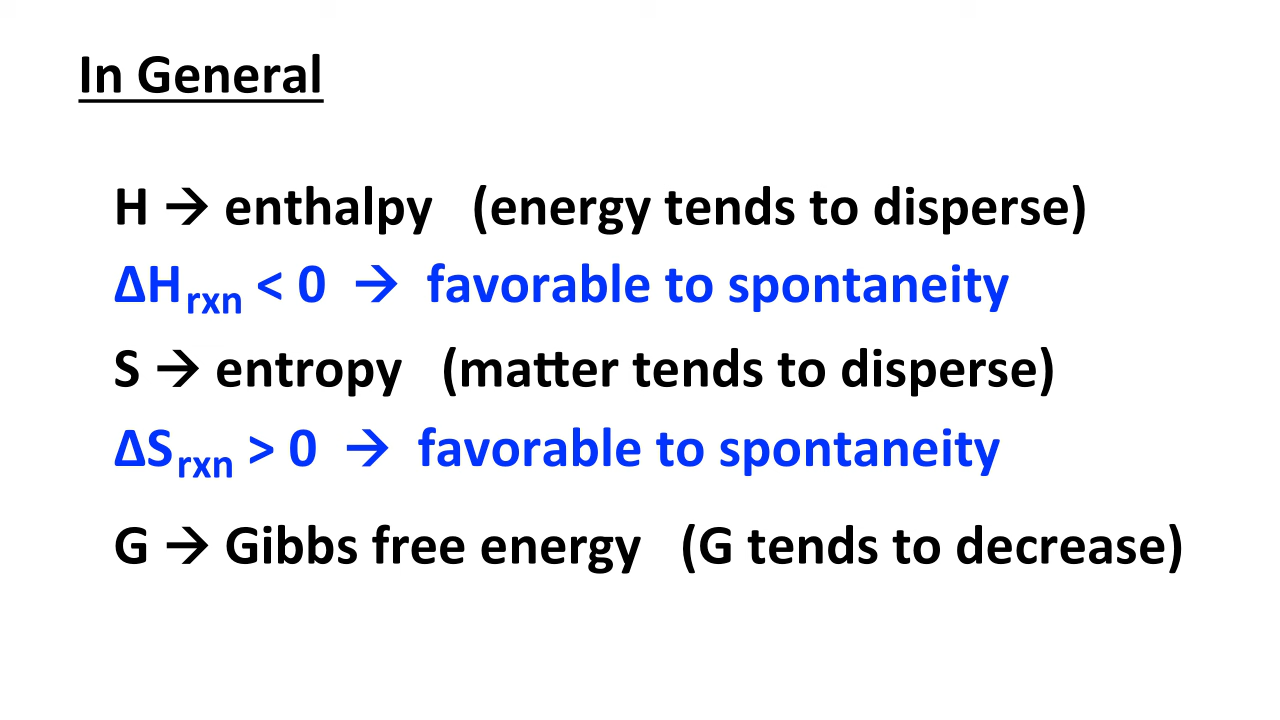 In General
H → enthalpy (energy tends to disperse)
ΔHrxn < 0 → favorable to spontaneity
S → entropy (matter tends to disperse)
ΔSrxn > 0 → favorable to spontaneity
G → Gibbs free energy (G tends to decrease)